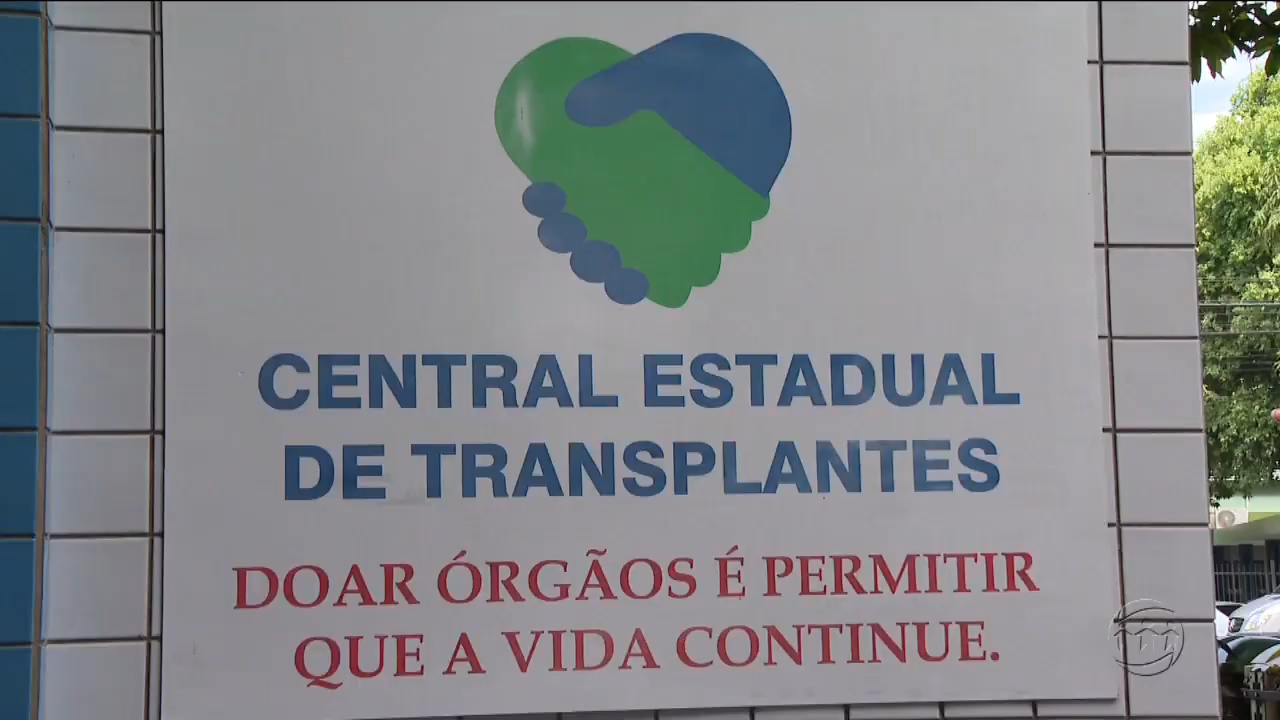 CENTRAL ESTADUAL
DE TRANSPLANTES
DOAR ÓRGÃOS É PERMITIR
QUE A VIDA CONTINUE.